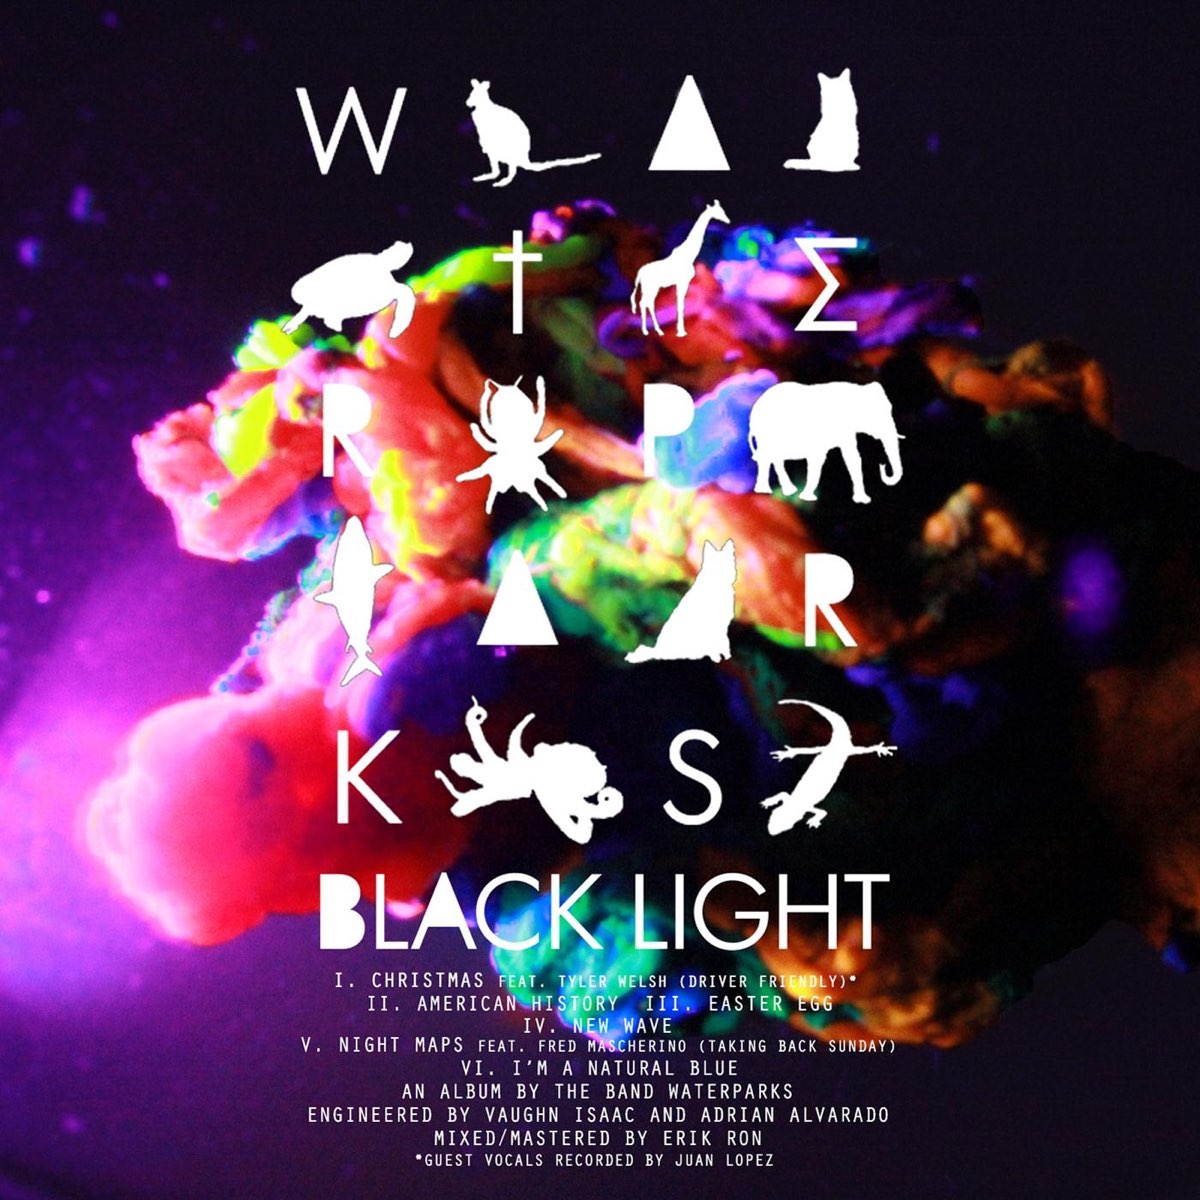 W A
† Σ
R P
A R
K S
BLACK LIGHT
I. CHRISTMAS FEAT. TYLER WELSH (DRIVER FRIENDLY)*
II. AMERICAN HISTORY III. EASTER EGG
IV. NEW WAVE
V. NIGHT MAPS FEAT. FRED MASCHERINO (TAKING BACK SUNDAY)
VI. I'M A NATURAL BLUE
AN ALBUM BY THE BAND WATERPARKS
ENGINEERED BY VAUGHN ISAAC AND ADRIAN ALVARADO
MIXED/MASTERED BY ERIK RON
*GUEST VOCALS RECORDED BY JUAN LOPEZ